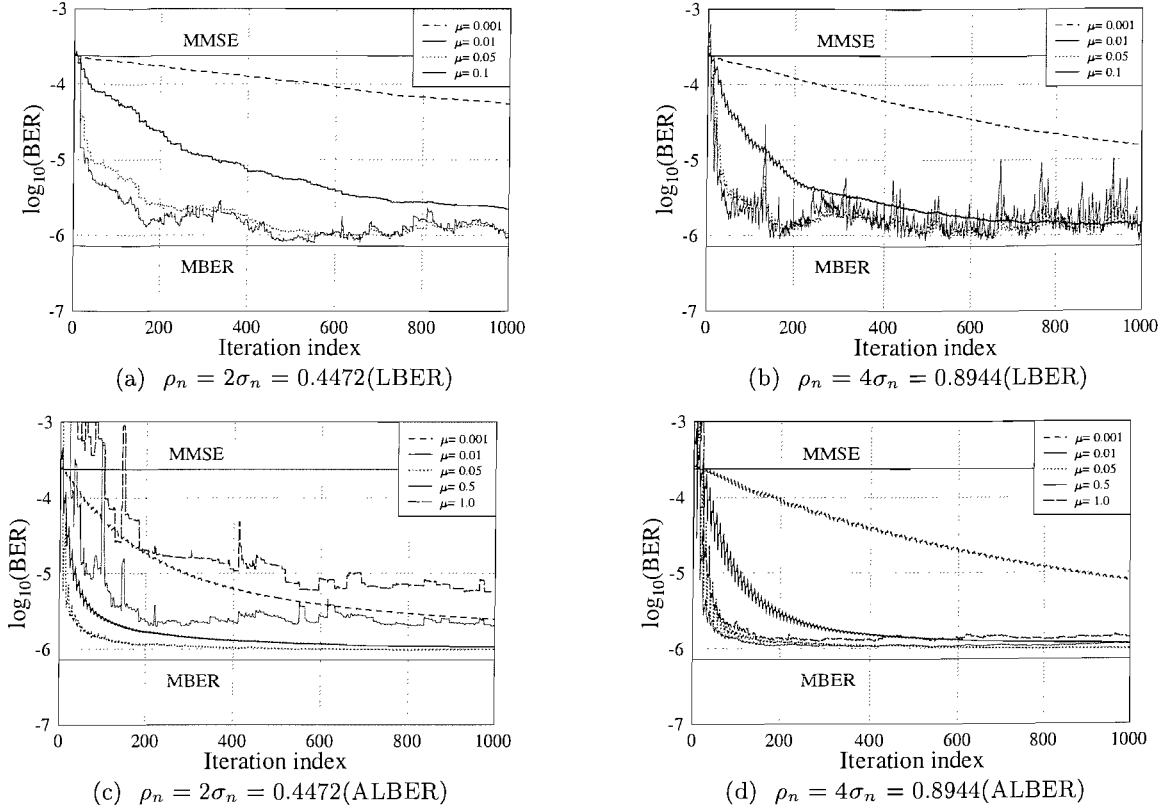 -3
-4
-5
-6
-7
log10(BER)
MMSE
MBER
μ= 0.001
μ= 0.01
μ= 0.05
μ= 0.1
0 200 400 600 800 1000
Iteration index
(a) ρn = 2σn = 0.4472(LBER)
-3
-4
-5
-6
-7
log10(BER)
MMSE
MBER
μ= 0.001
μ= 0.01
μ= 0.05
μ= 0.1
0 200 400 600 800 1000
Iteration index
(b) ρn = 4σn = 0.8944(LBER)
-3
-4
-5
-6
-7
log10(BER)
MMSE
MBER
μ= 0.001
μ= 0.01
μ= 0.05
μ= 0.5
μ= 1.0
0 200 400 600 800 1000
Iteration index
(c) ρn = 2σn = 0.4472(ALBER)
-3
-4
-5
-6
-7
log10(BER)
MMSE
MBER
μ= 0.001
μ= 0.01
μ= 0.05
μ= 0.5
μ= 1.0
0 200 400 600 800 1000
Iteration index
(d) ρn = 4σn = 0.8944(ALBER)